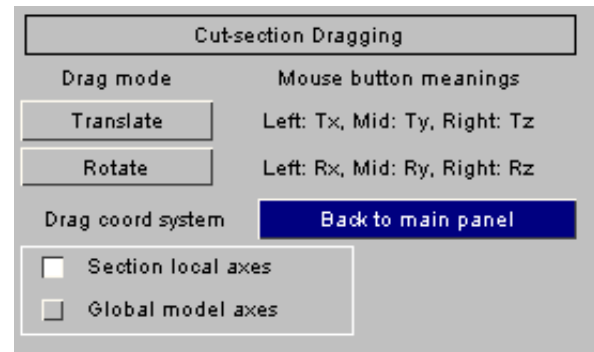 Cut-section Dragging
Drag mode Mouse button meanings
Translate Left: Tx, Mid: Ty, Right: Tz
Rotate Left: Rx, Mid: Ry, Right: Rz
Drag coord system Back to main panel
Section local axes
Global model axes